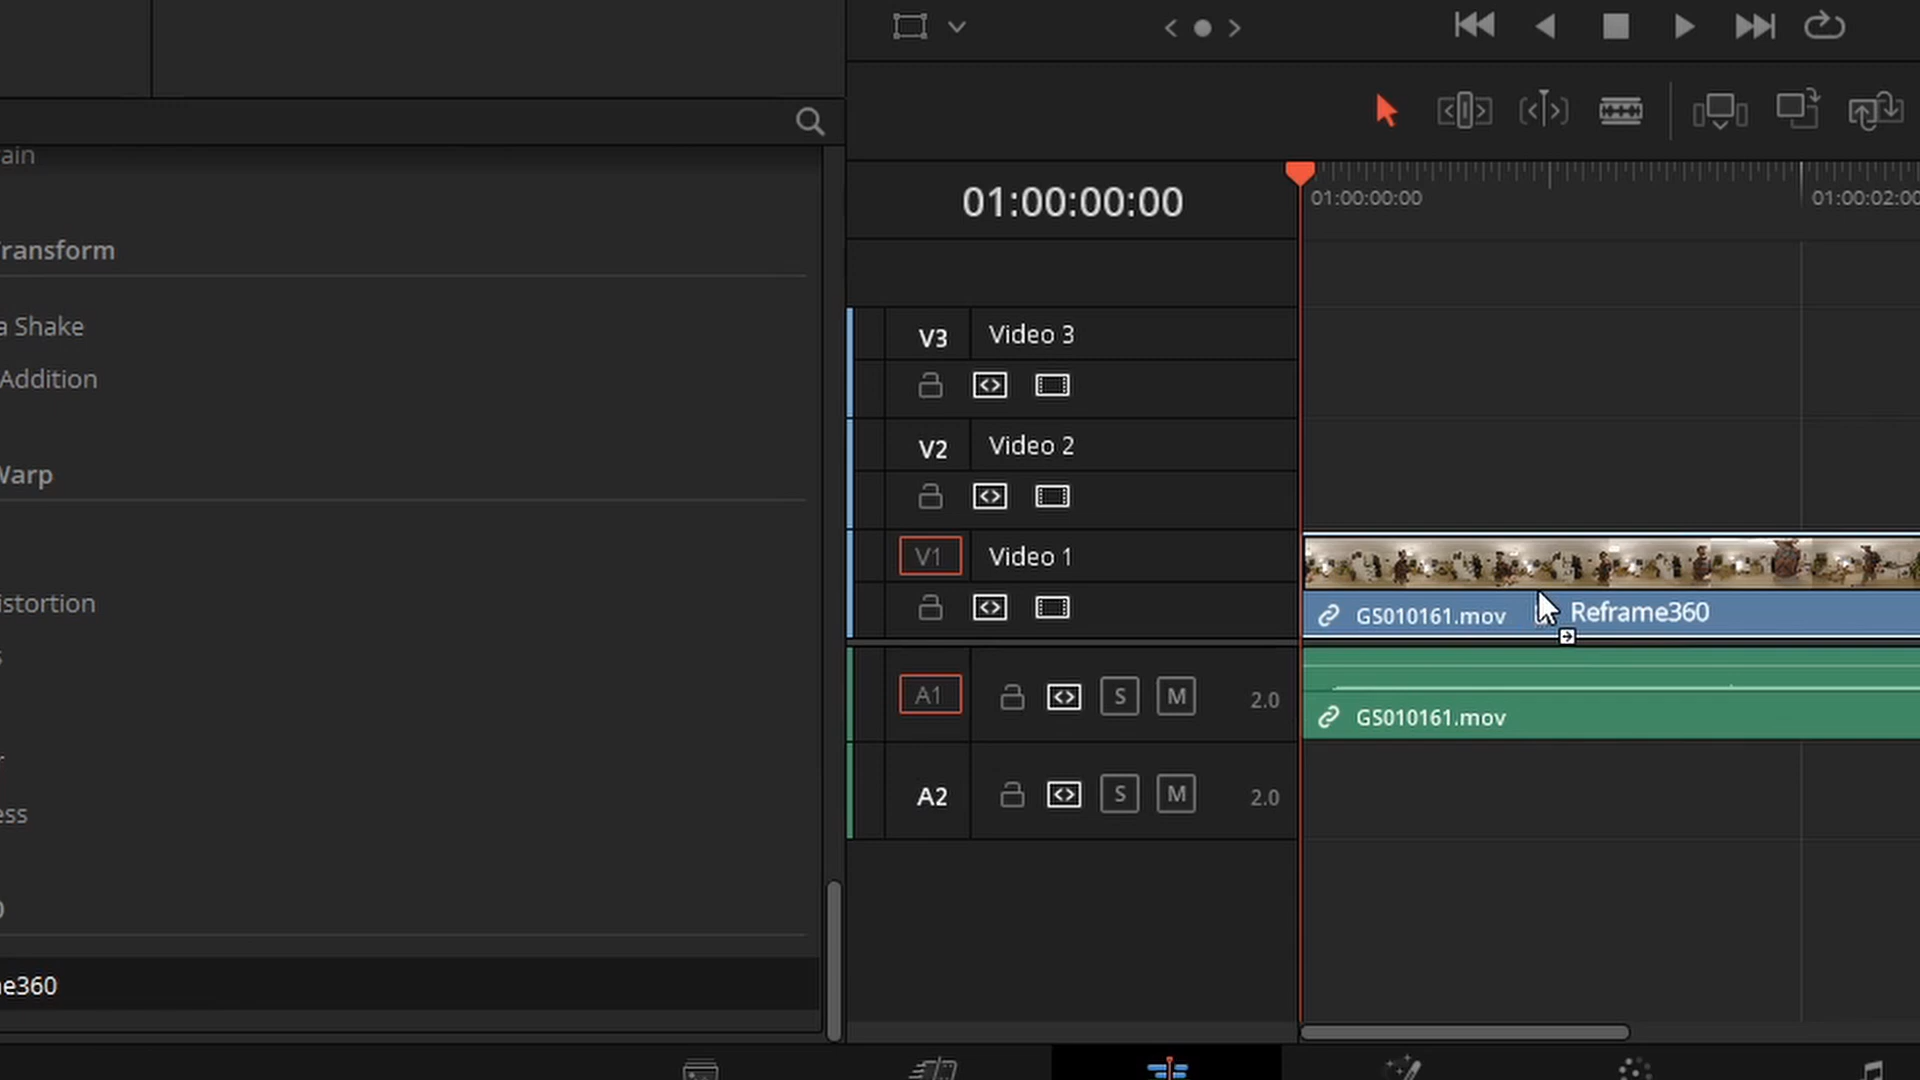 ain
ransform
a Shake
Addition
Warp
istortion
s
r
ess
e360
01:00:00:00
01:00:00:00
01:00:02:00
V3 Video 3
V2 Video 2
V1 Video 1
GS010161.mov
Reframe360
A1 S M 2.0
GS010161.mov
A2 S M 2.0